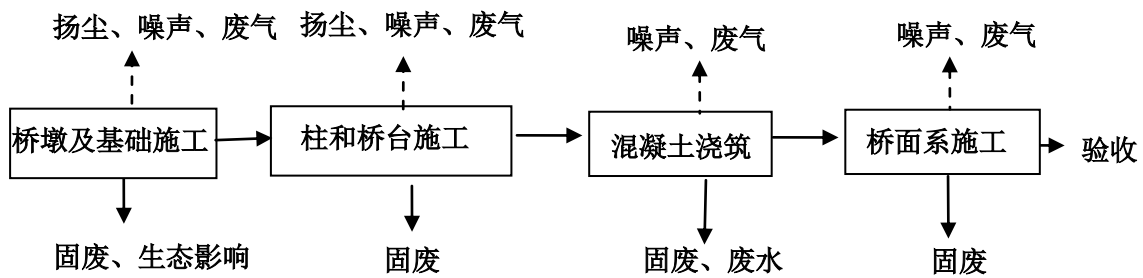 扬尘、噪声、废气
扬尘、噪声、废气
噪声、废气
噪声、废气
桥墩及基础施工
柱和桥台施工
混凝土浇筑
桥面系施工
验收
固废、生态影响
固废
固废、废水
固废